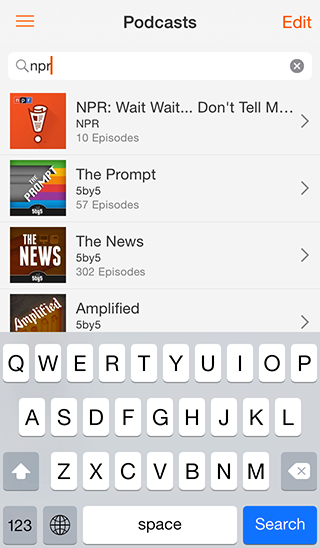 Podcasts
Edit
npr
npr
NPR: Wait Wait... Don't Tell M...
NPR
10 Episodes
THE PROMPT
5by5
The Prompt
5by5
57 Episodes
THE NEWS
5by5
The News
5by5
302 Episodes
Amplified
Amplified
5by5
Q W E R T Y U I O P
A S D F G H J K L
Z X C V B N M
123
space
Search